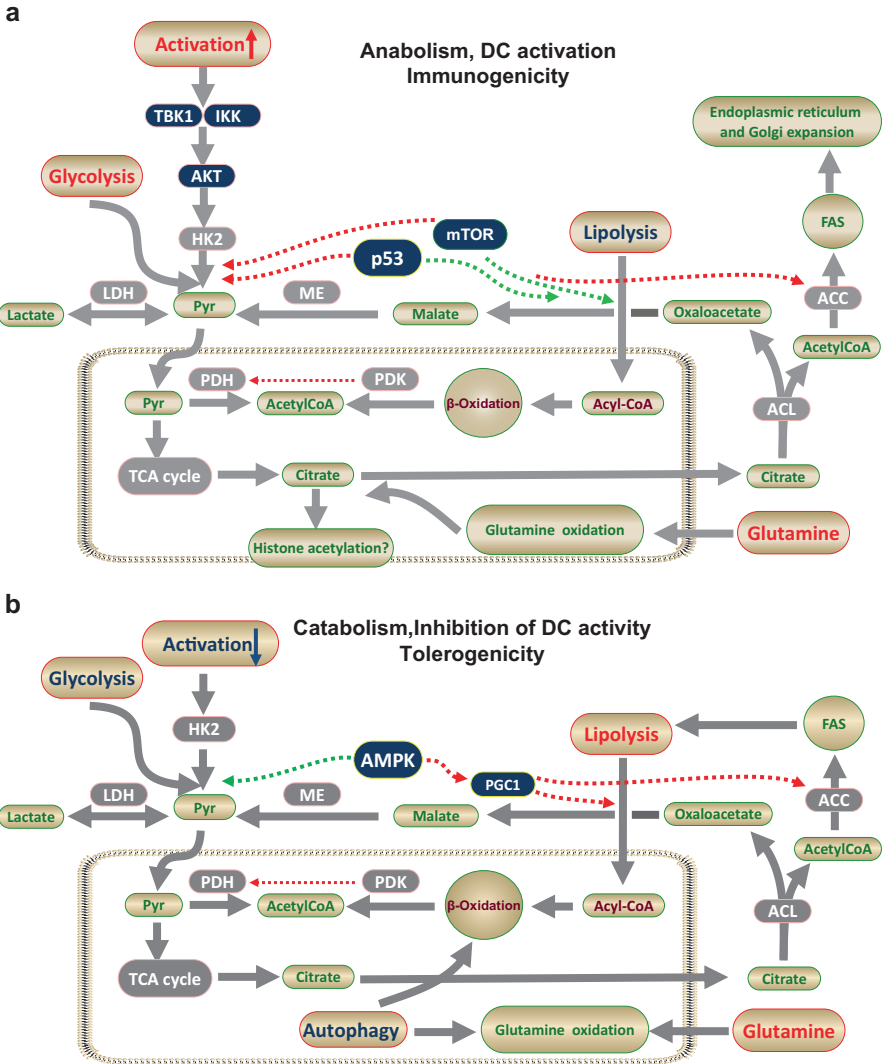 a
Activation
Anabolism, DC activation
Immunogenicity
TBK1 IKK
Endoplasmic reticulum
and Golgi expansion
Glycolysis
AKT
HK2
mTOR
p53
Lipolysis
FAS
LDH
ME
ACC
Lactate
Pyr
Malate
Oxaloacetate
AcetylCoA
PDH
PDK
Pyr
AcetylCoA
β-Oxidation
Acyl-CoA
ACL
TCA cycle
Citrate
Citrate
Glutamine oxidation
Glutamine
Histone acetylation?
b
Activation
Catabolism,Inhibition of DC activity
Tolerogenicity
Glycolysis
HK2
Lipolysis
FAS
AMPK
PGC1
LDH
ME
ACC
Lactate
Pyr
Malate
Oxaloacetate
AcetylCoA
PDH
PDK
Pyr
AcetylCoA
β-Oxidation
Acyl-CoA
ACL
TCA cycle
Citrate
Citrate
Autophagy
Glutamine oxidation
Glutamine